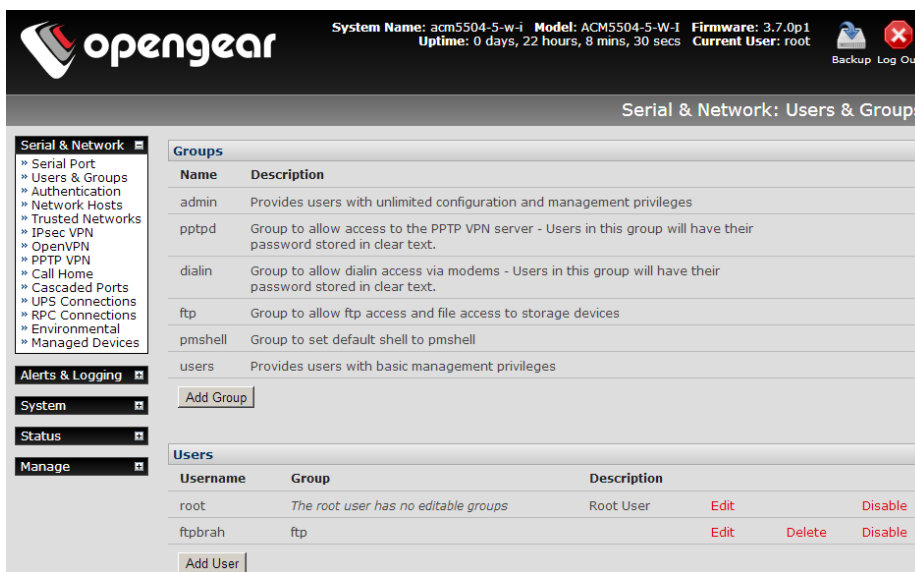 opengear
System Name: acm5504-5-w-i Model: ACM5504-5-W-I Firmware: 3.7.0p1
Uptime: 0 days, 22 hours, 8 mins, 30 secs Current User: root
Backup Log Ou
Serial & Network: Users & Groups
Serial & Network
» Serial Port
» Users & Groups
» Authentication
» Network Hosts
» Trusted Networks
» IPsec VPN
» OpenVPN
» PPTP VPN
» Call Home
» Cascaded Ports
» UPS Connections
» RPC Connections
» Environmental
» Managed Devices
Alerts & Logging
System
Status
Manage
Groups
Name Description
admin Provides users with unlimited configuration and management privileges
pptpd Group to allow access to the PPTP VPN server - Users in this group will have their
password stored in clear text.
dialin Group to allow dialin access via modems - Users in this group will have their
password stored in clear text.
ftp Group to allow ftp access and file access to storage devices
pmshell Group to set default shell to pmshell
users Provides users with basic management privileges
Add Group
Users
Username Group Description
root The root user has no editable groups Root User Edit Disable
ftpbrah ftp Edit Delete Disable
Add User